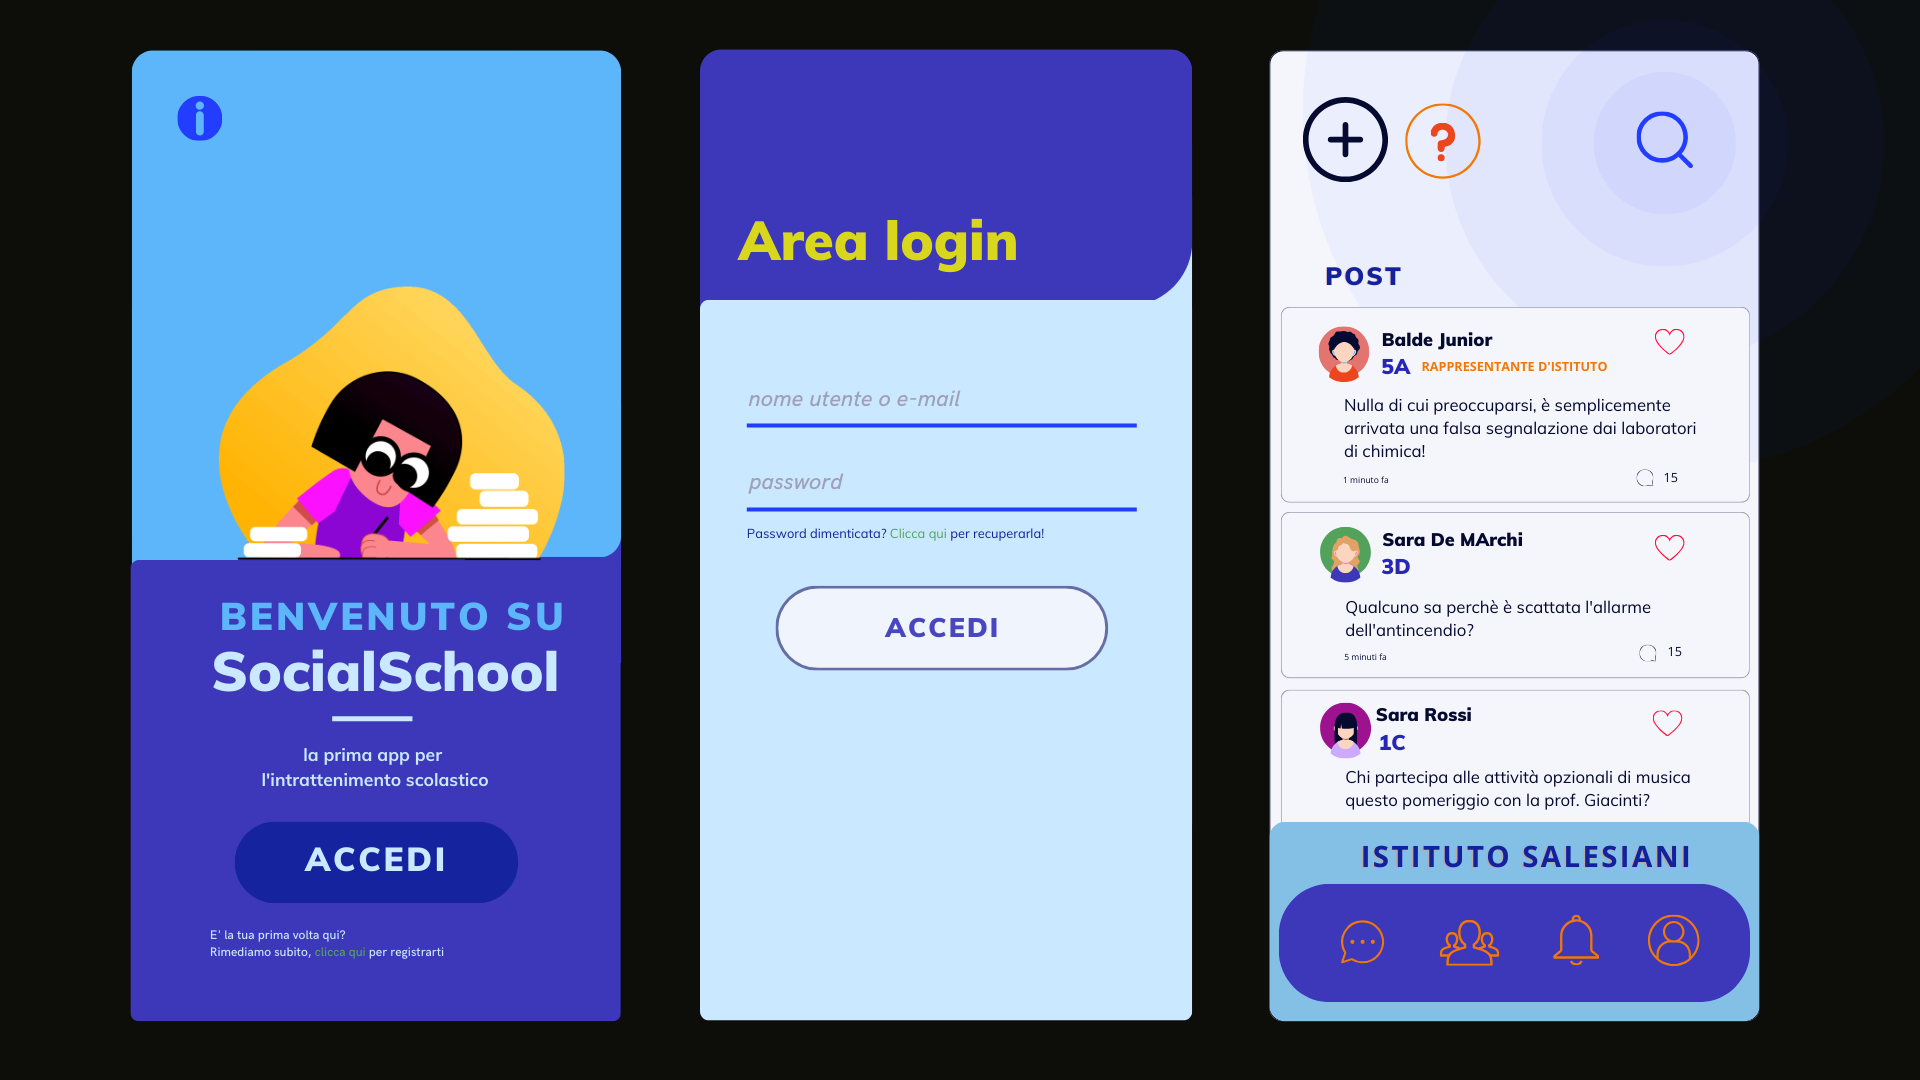 BENVENUTO SU
SocialSchool
la prima app per
l'intrattenimento scolastico
ACCEDI
E' la tua prima volta qui?
Rimediamo subito, clicca qui per registrarti
Area login
nome utente o e-mail
password
Password dimenticata? Clicca qui per recuperarla!
ACCEDI
POST
Balde Junior
5A RAPPRESENTANTE D'ISTITUTO
Nulla di cui preoccuparsi, è semplicemente
arrivata una falsa segnalazione dai laboratori
di chimica!
1 minuto fa 15
Sara De MArchi
3D
Qualcuno sa perchè è scattata l'allarme
dell'antincendio?
5 minuti fa 15
Sara Rossi
1C
Chi partecipa alle attività opzionali di musica
questo pomeriggio con la prof. Giacinti?
ISTITUTO SALESIANI